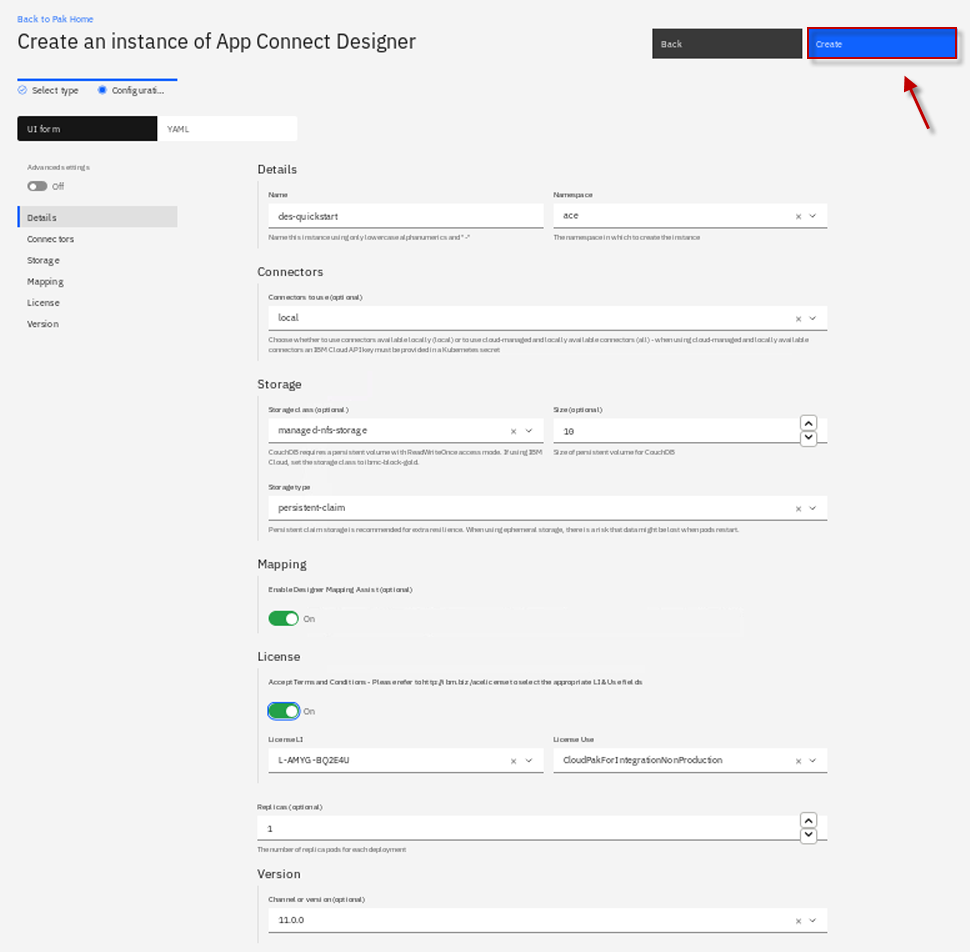 Back to Pak Home
Create an instance of App Connect Designer
Back
Create
Select type
Configurati...
UI form
YAML
Advanced settings
Off
Details
Connectors
Storage
Mapping
License
Version
Details
Name
Namespace
des-quickstart
ace
Name this instance using only lowercase alphanumerics and "-"
The namespace in which to create the instance
Connectors
Connectors to use (optional)
local
Choose whether to use connectors available locally (local) or to use cloud-managed and locally available connectors (all) - when using cloud-managed and locally available
connectors an IBM Cloud API key must be provided in a Kubernetes secret
Storage
Storage class (optional)
Size (optional)
managed-nfs-storage
10
CouchDB requires a persistent volume with ReadWriteOnce access mode. If using IBM
Cloud, set the storage class to ibmc-block-gold.
Size of persistent volume for CouchDB
Storage type
persistent-claim
Persistent claim storage is recommended for extra resilience. When using ephemeral storage, there is a risk that data might be lost when pods restart.
Mapping
Enable Designer Mapping Assist (optional)
On
License
Accept Terms and Conditions - Please refer to http://ibm.biz/acelicense to select the appropriate LI & Use fields
On
License LI
License Use
L-AMYG-BQ2E4U
CloudPakForIntegrationNonProduction
Replicas (optional)
1
The number of replica pods for each deployment
Version
Channel or version (optional)
11.0.0